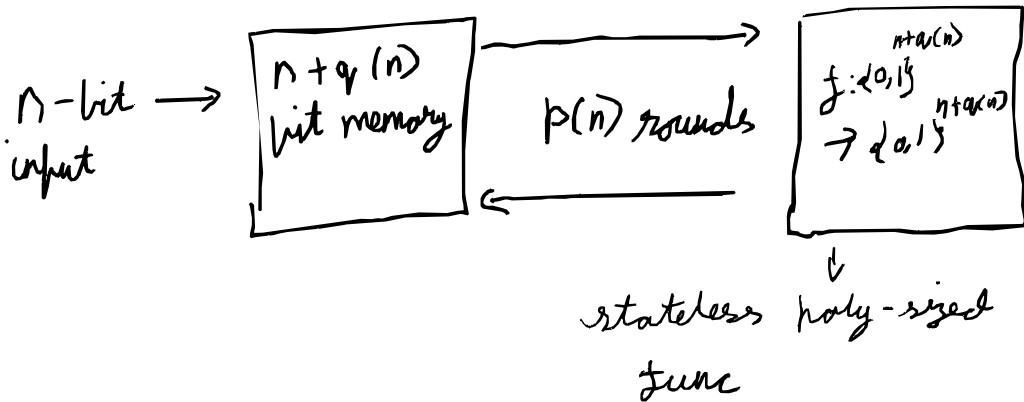 n-bit
input
n + q(n)
bit memory
p(n) rounds
f: {0,1}^{n+q(n)}
→ {0,1}^{n+q(n)}
stateless poly-sized
func